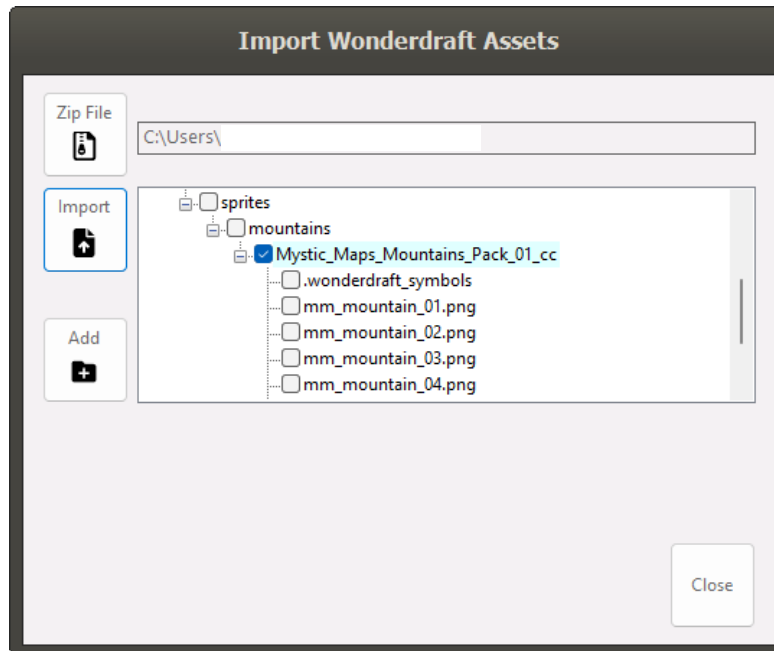 Import Wonderdraft Assets
Zip File
C:\Users\
Import
sprites
mountains
Mystic_Maps_Mountains_Pack_01_cc
.wonderdraft_symbols
mm_mountain_01.png
mm_mountain_02.png
mm_mountain_03.png
mm_mountain_04.png
Add
Close